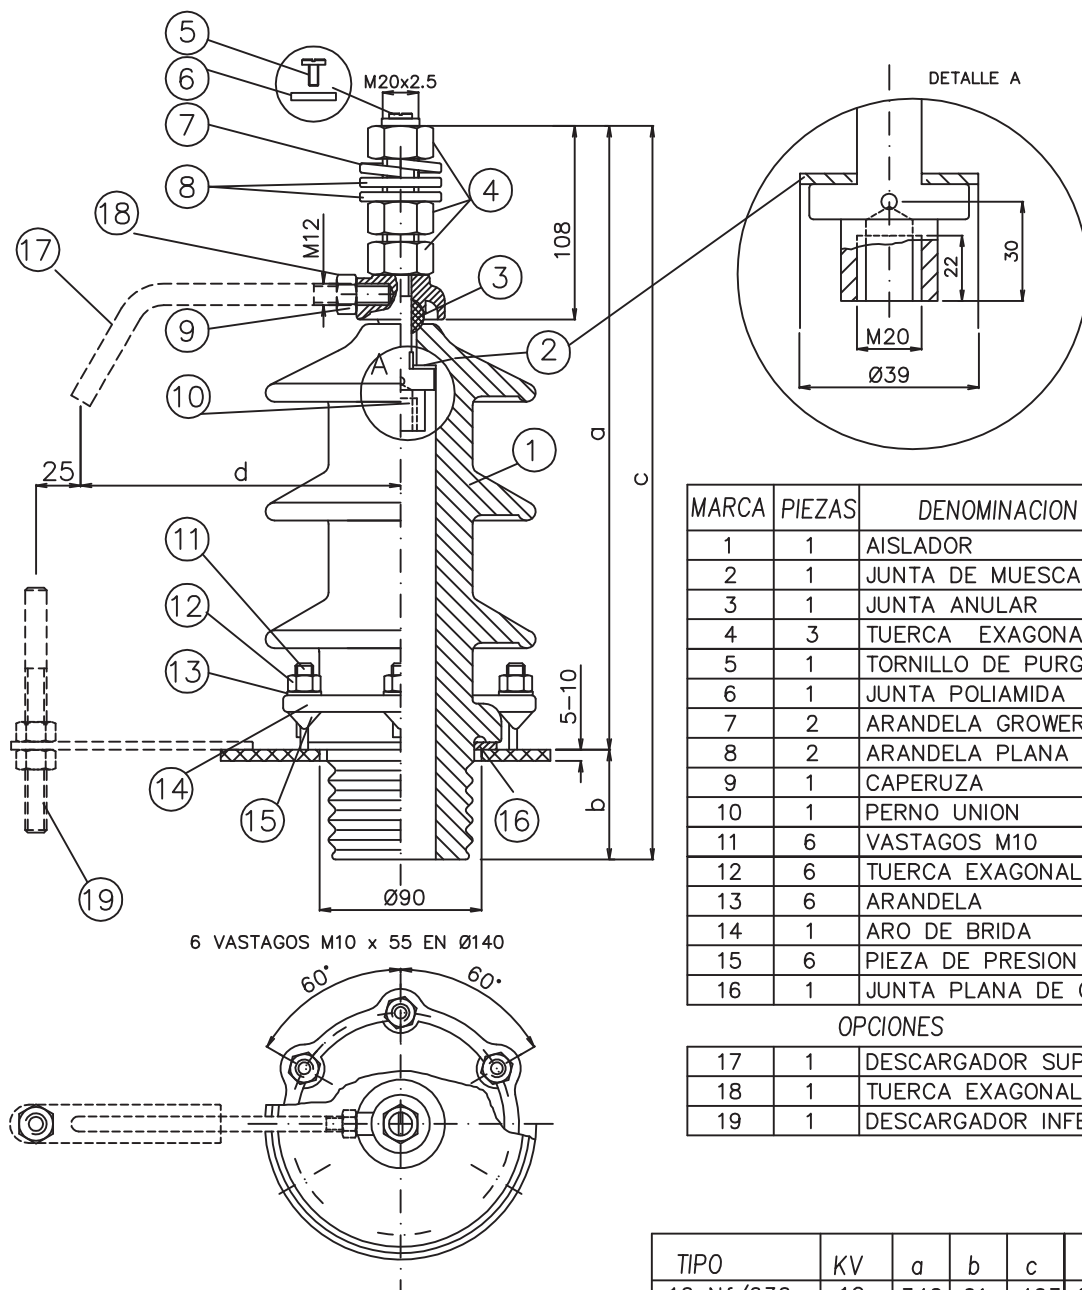 5
6
7
8
18
17
M20x2.5
4
M12
3
9
108
2
A
10
1
a
c
25
d
11
12
13
5-10
14
15
16
b
19
Ø90
DETALLE A
30
22
M20
Ø39
6 VASTAGOS M10 x 55 EN Ø140
60°
60°
MARCA PIEZAS DENOMINACION
1 1 AISLADOR
2 1 JUNTA DE MUESCA
3 1 JUNTA ANULAR
4 3 TUERCA EXAGONA
5 1 TORNILLO DE PURG
6 1 JUNTA POLIAMIDA
7 2 ARANDELA GROWER
8 2 ARANDELA PLANA
9 1 CAPERUZA
10 1 PERNO UNION
11 6 VASTAGOS M10
12 6 TUERCA EXAGONAL
13 6 ARANDELA
14 1 ARO DE BRIDA
15 6 PIEZA DE PRESION
16 1 JUNTA PLANA DE
OPCIONES
17 1 DESCARGADOR SUP
18 1 TUERCA EXAGONAL
19 1 DESCARGADOR INFE
TIPO KV a b c